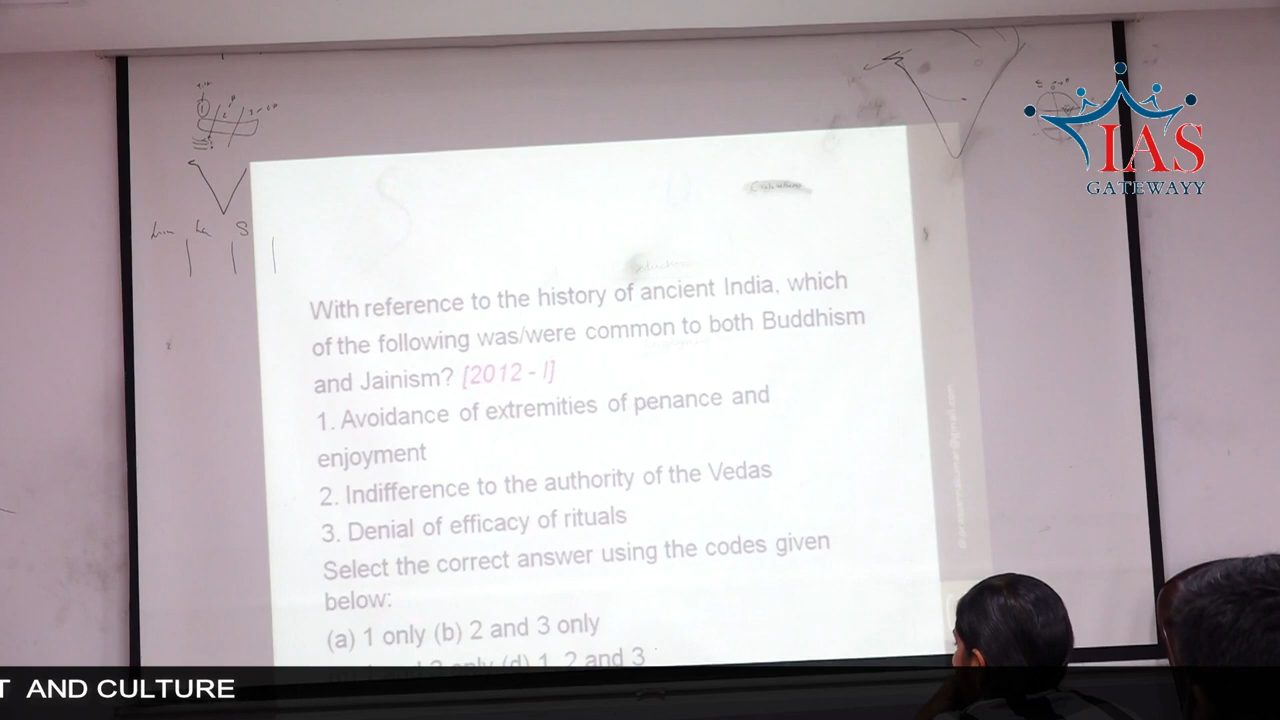 IAS
GATEWAYY
With reference to the history of ancient India, which
of the following was/were common to both Buddhism
and Jainism? [2012 - I]
1. Avoidance of extremities of penance and
enjoyment
2. Indifference to the authority of the Vedas
3. Denial of efficacy of rituals
Select the correct answer using the codes given
below:
(a) 1 only (b) 2 and 3 only
only (d) 1, 2 and 3
T AND CULTURE